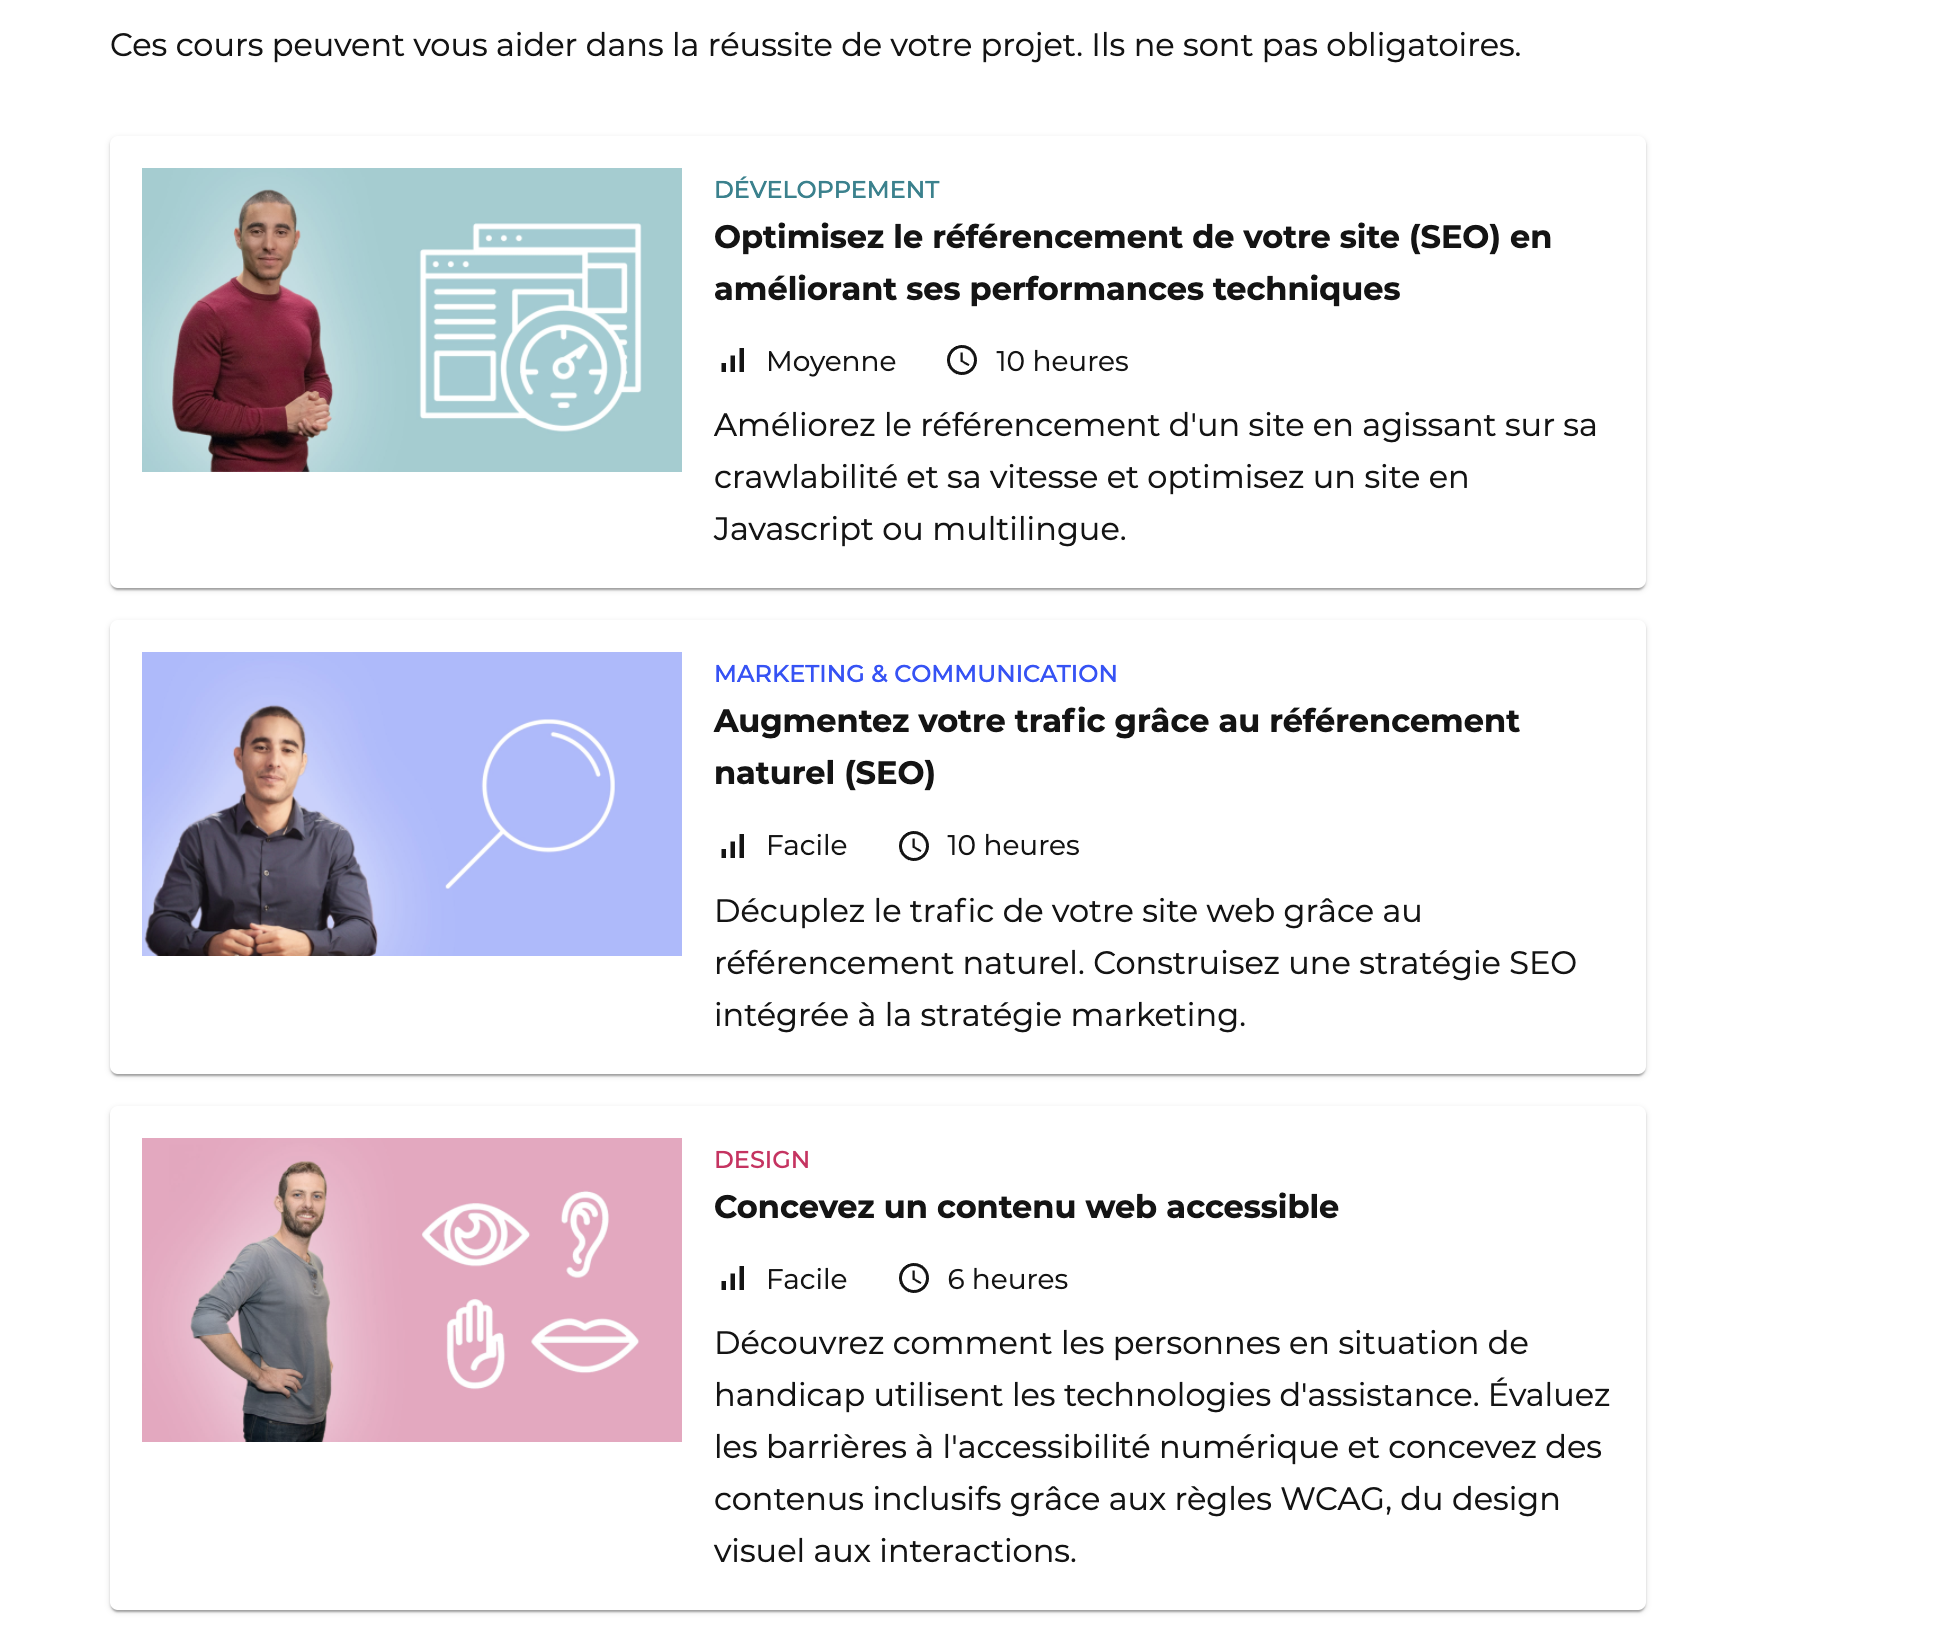 Ces cours peuvent vous aider dans la réussite de votre projet. Ils ne sont pas obligatoires.
DÉVELOPPEMENT
Optimisez le référencement de votre site (SEO) en
améliorant ses performances techniques
Moyenne 10 heures
Améliorez le référencement d'un site en agissant sur sa
crawlabilité et sa vitesse et optimisez un site en
Javascript ou multilingue.
MARKETING & COMMUNICATION
Augmentez votre trafic grâce au référencement
naturel (SEO)
Facile 10 heures
Décuplez le trafic de votre site web grâce au
référencement naturel. Construisez une stratégie SEO
intégrée à la stratégie marketing.
DESIGN
Concevez un contenu web accessible
Facile 6 heures
Découvrez comment les personnes en situation de
handicap utilisent les technologies d'assistance. Évaluez
les barrières à l'accessibilité numérique et concevez des
contenus inclusifs grâce aux règles WCAG, du design
visuel aux interactions.